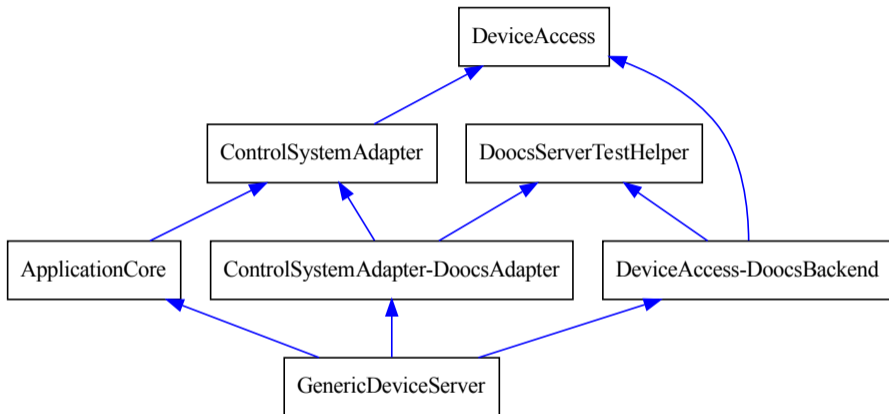 DeviceAccess
ControlSystemAdapter
DoocsServerTestHelper
ApplicationCore
ControlSystemAdapter-DoocsAdapter
DeviceAccess-DoocsBackend
GenericDeviceServer